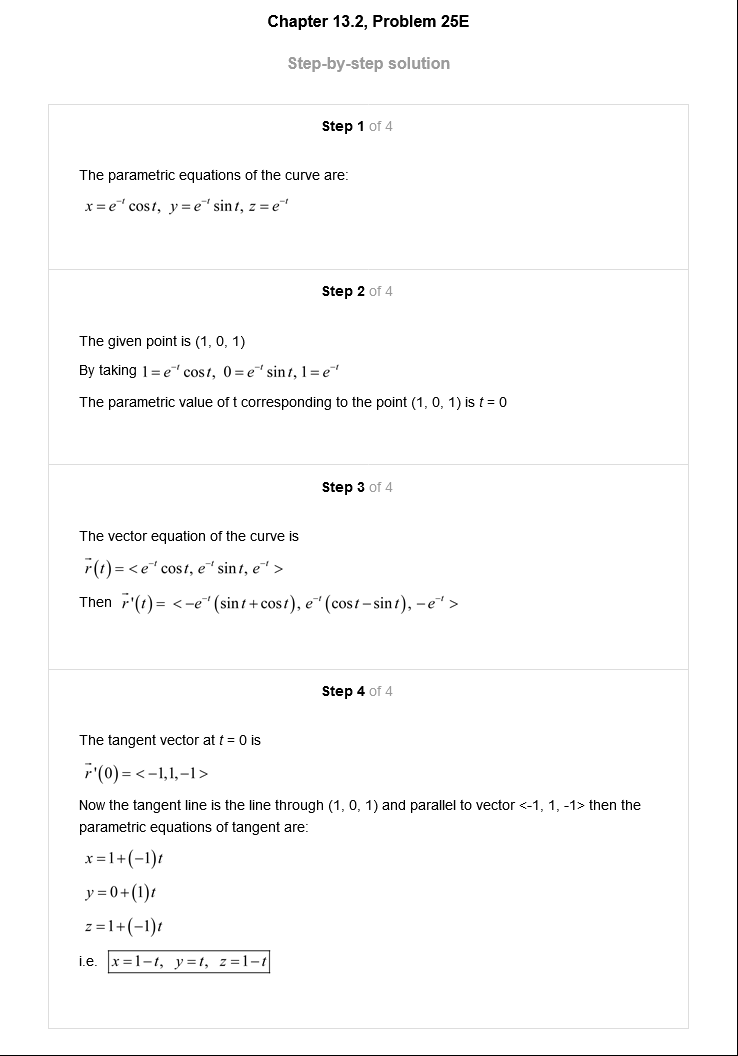 Chapter 13.2, Problem 25E
Step-by-step solution
Step 1 of 4
The parametric equations of the curve are:
x = e⁻ᵗ cos t, y = e⁻ᵗ sin t, z = e⁻ᵗ
Step 2 of 4
The given point is (1, 0, 1)
By taking 1 = e⁻ᵗ cos t, 0 = e⁻ᵗ sin t, 1 = e⁻ᵗ
The parametric value of t corresponding to the point (1, 0, 1) is t = 0
Step 3 of 4
The vector equation of the curve is
r⃗(t) = < e⁻ᵗ cos t, e⁻ᵗ sin t, e⁻ᵗ >
Then r⃗'(t) = < −e⁻ᵗ (sin t + cos t), e⁻ᵗ (cos t − sin t), −e⁻ᵗ >
Step 4 of 4
The tangent vector at t = 0 is
r⃗'(0) = < −1, 1, −1 >
Now the tangent line is the line through (1, 0, 1) and parallel to vector <-1, 1, -1> then the
parametric equations of tangent are:
x = 1 + (−1)t
y = 0 + (1)t
z = 1 + (−1)t
i.e. x = 1 − t, y = t, z = 1 − t